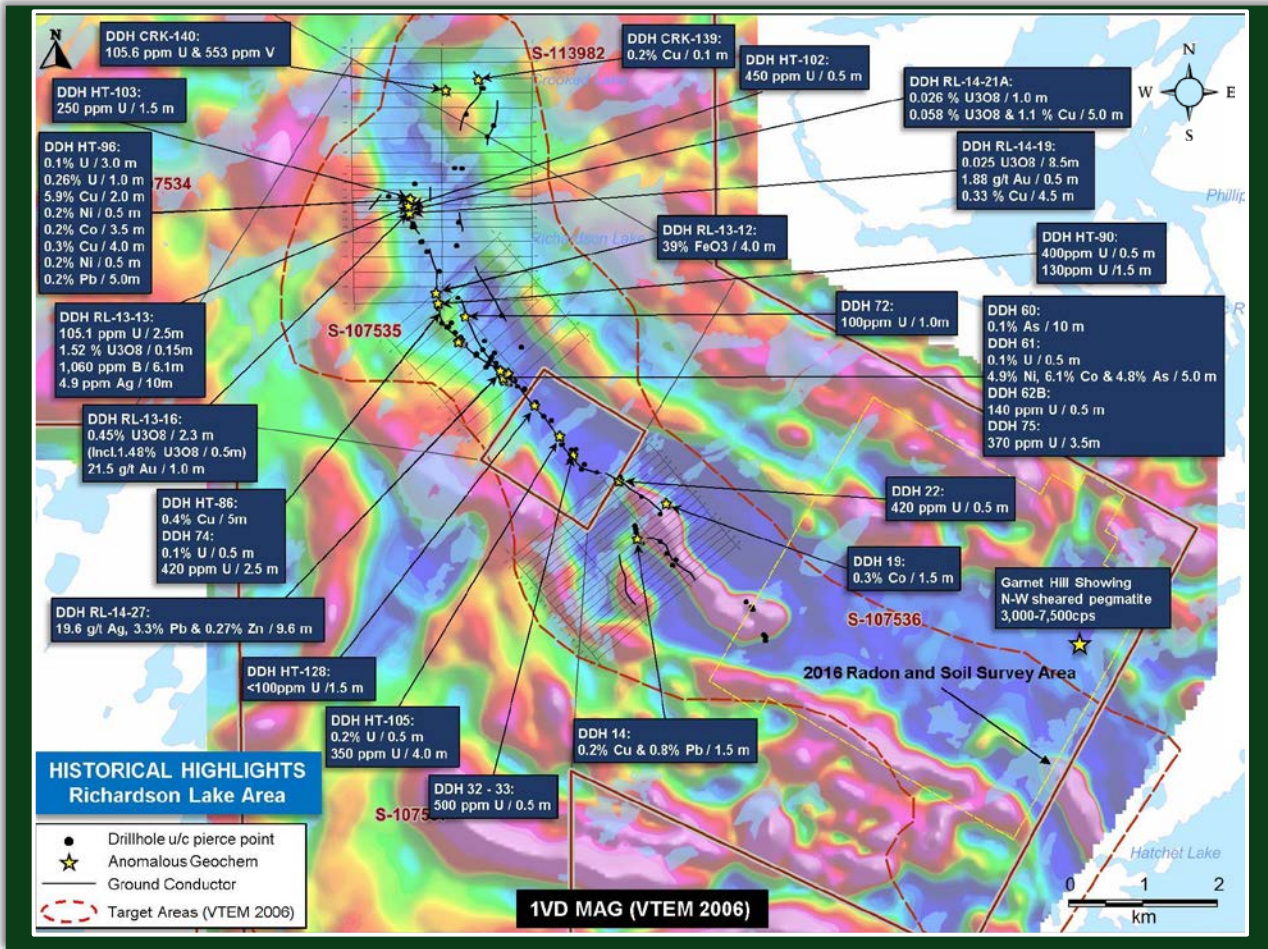 N
DDH CRK-140:
105.6 ppm U & 553 ppm V
S-113982
Crooked Lake
DDH CRK-139:
0.2% Cu / 0.1 m
DDH HT-102:
450 ppm U / 0.5 m
DDH RL-14-21A:
0.026 % U3O8 / 1.0 m
0.058 % U3O8 & 1.1 % Cu / 5.0 m
N
W
E
S
DDH HT-103:
250 ppm U / 1.5 m
DDH RL-14-19:
0.025 U3O8 / 8.5m
1.88 g/t Au / 0.5 m
0.33 % Cu / 4.5 m
DDH HT-96:
0.1% U / 3.0 m
0.26% U / 1.0 m
5.9% Cu / 2.0 m
0.2% Ni / 0.5 m
0.2% Co / 3.5 m
0.3% Cu / 4.0 m
0.2% Ni / 0.5 m
0.2% Pb / 5.0m
7534
Phillip
Richardson Lake
DDH RL-13-12:
39% FeO3 / 4.0 m
DDH HT-90:
400ppm U / 0.5 m
130ppm U /1.5 m
DDH RL-13-13:
105.1 ppm U / 2.5m
1.52 % U3O8 / 0.15m
1,060 ppm B / 6.1m
4.9 ppm Ag / 10m
S-107535
DDH 72:
100ppm U / 1.0m
DDH 60:
0.1% As / 10 m
DDH 61:
0.1% U / 0.5 m
4.9% Ni, 6.1% Co & 4.8% As / 5.0 m
DDH 62B:
140 ppm U / 0.5 m
DDH 75:
370 ppm U / 3.5m
DDH RL-13-16:
0.45% U3O8 / 2.3 m
(Incl.1.48% U3O8 / 0.5m)
21.5 g/t Au / 1.0 m
DDH HT-86:
0.4% Cu / 5m
DDH 74:
0.1% U / 0.5 m
420 ppm U / 2.5 m
DDH 22:
420 ppm U / 0.5 m
DDH 19:
0.3% Co / 1.5 m
Garnet Hill Showing
N-W sheared pegmatite
3,000-7,500cps
DDH RL-14-27:
19.6 g/t Ag, 3.3% Pb & 0.27% Zn / 9.6 m
S-107536
DDH HT-128:
<100ppm U /1.5 m
2016 Radon and Soil Survey Area
DDH HT-105:
0.2% U / 0.5 m
350 ppm U / 4.0 m
DDH 14:
0.2% Cu & 0.8% Pb / 1.5 m
DDH 32 - 33:
500 ppm U / 0.5 m
HISTORICAL HIGHLIGHTS
Richardson Lake Area
Drillhole u/c pierce point
Anomalous Geochem
Ground Conductor
Target Areas (VTEM 2006)
1VD MAG (VTEM 2006)
Hatchet Lake
0 1 2
km